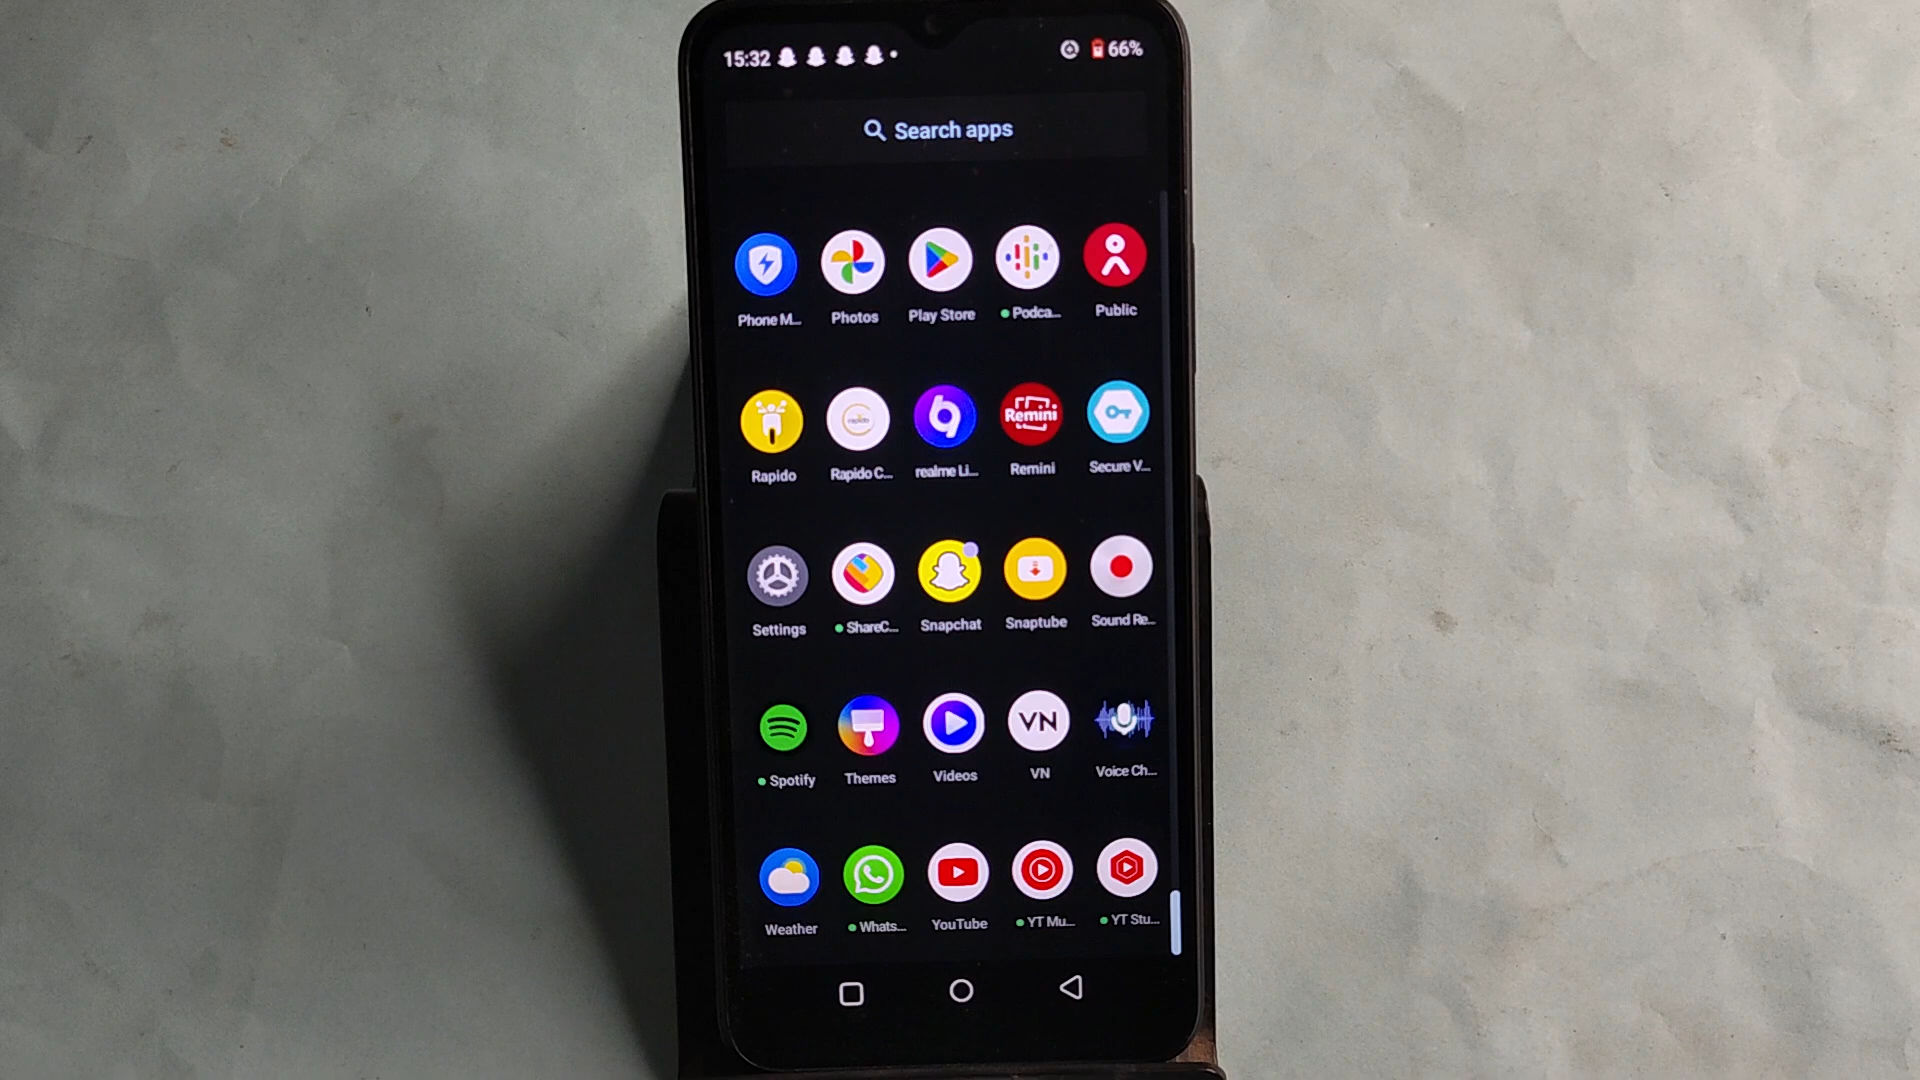 15:32 66%
Search apps
Phone M... Photos Play Store Podca... Public
Remini
Rapido Rapido C... realme Li... Remini Secure V...
Settings ShareC... Snapchat Snaptube Sound Re...
VN
Spotify Themes Videos VN Voice Ch...
Weather Whats... YouTube YT Mu... YT Stu...